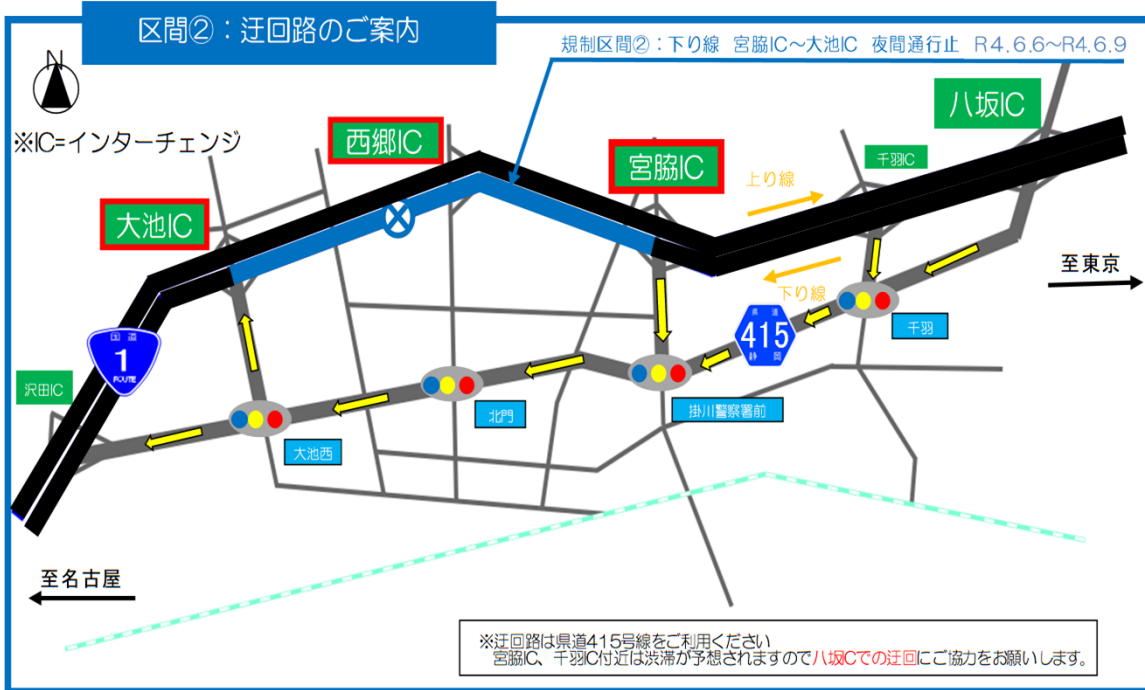 区間②：迂回路のご案内
規制区間②：下り線 宮脇IC～大池IC 夜間通行止 R4.6.6～R4.6.9
N
※IC=インターチェンジ
八坂IC
西郷IC
宮脇IC
千羽IC
上り線
大池IC
至東京
下り線
県道
415
静岡
千羽
国道
1
ROUTE
沢田IC
北門
掛川警察署前
大池西
至名古屋
※迂回路は県道415号線をご利用ください
宮脇IC、千羽IC付近は渋滞が予想されますので八坂ICでの迂回にご協力をお願いします。